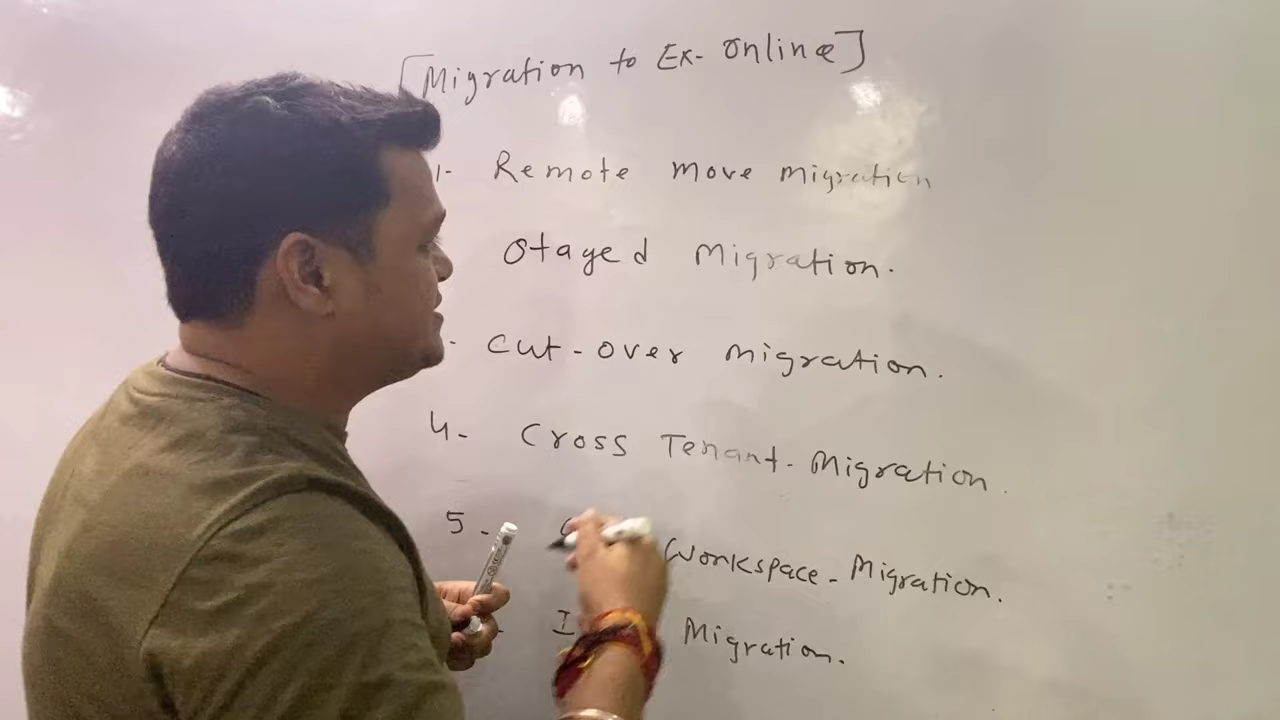 [Migration to Ex- Online]
1- Remote move migration
Staged Migration.
Cut-over migration.
4- Cross Tenant- Migration.
5- Workspace- Migration.
Migration.